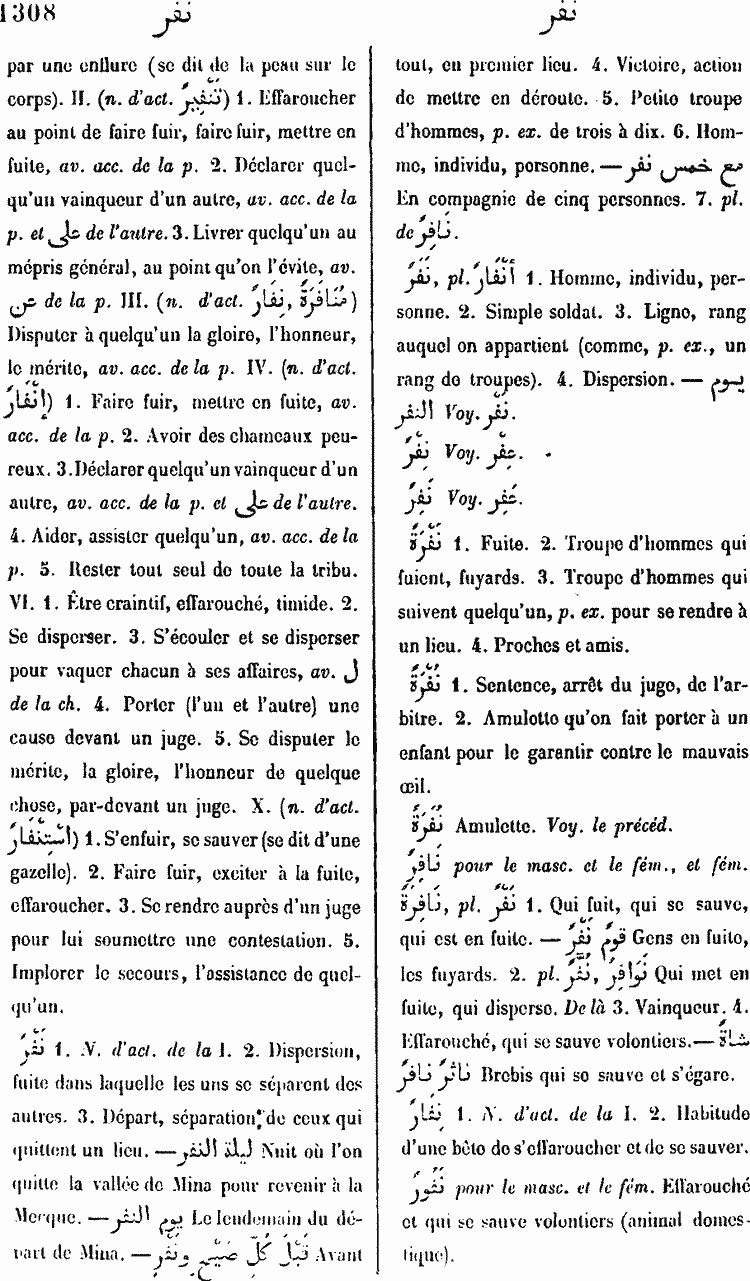 1308 نفر نفر
par une enflure (se dit de la peau sur le
corps). II. (n. d'act. تَنْفِيرٌ) 1. Effaroucher
au point de faire fuir, faire fuir, mettre en
fuite, av. acc. de la p. 2. Déclarer quel-
qu'un vainqueur d'un autre, av. acc. de la
p. et على de l'autre. 3. Livrer quelqu'un au
mépris général, au point qu'on l'évite, av.
عن de la p. III. (n. d'act. نِفَارٌ ,مُنَافَرَةٌ)
Disputer à quelqu'un la gloire, l'honneur,
le mérite, av. acc. de la p. IV. (n. d'act.
إِنْفَارٌ) 1. Faire fuir, mettre en fuite, av.
acc. de la p. 2. Avoir des chameaux peu-
reux. 3. Déclarer quelqu'un vainqueur d'un
autre, av. acc. de la p. et على de l'autre.
4. Aider, assister quelqu'un, av. acc. de la
p. 5. Rester tout seul de toute la tribu.
VI. 1. Être craintif, effarouché, timide. 2.
Se disperser. 3. S'écouler et se disperser
pour vaquer chacun à ses affaires, av. ل
de la ch. 4. Porter (l'un et l'autre) une
cause devant un juge. 5. Se disputer le
mérite, la gloire, l'honneur de quelque
chose, par-devant un juge. X. (n. d'act.
اسْتِنْفَارٌ) 1. S'enfuir, se sauver (se dit d'une
gazelle). 2. Faire fuir, exciter à la fuite,
effaroucher. 3. Se rendre auprès d'un juge
pour lui soumettre une contestation. 5.
Implorer le secours, l'assistance de quel-
qu'un.
نَفْرٌ 1. N. d'act. de la I. 2. Dispersion,
fuite dans laquelle les uns se séparent des
autres. 3. Départ, séparation de ceux qui
quittent un lieu. — ليلة النفر Nuit où l'on
quitte la vallée de Mina pour revenir à la
Mecque. — يوم النفر Le lendemain du dé-
part de Mina. — قَبْلَ كُلِّ صَيْحٍ وَنَفْرٍ Avant
tout, en premier lieu. 4. Victoire, action
de mettre en déroute. 5. Petite troupe
d'hommes, p. ex. de trois à dix. 6. Hom-
me, individu, personne. — مع خمس نفر
En compagnie de cinq personnes. 7. pl.
de نَافِرٌ.
نَفَرٌ, pl. أَنْفَارٌ 1. Homme, individu, per-
sonne. 2. Simple soldat. 3. Ligne, rang
auquel on appartient (comme, p. ex., un
rang de troupes). 4. Dispersion. — يوم
النفر Voy. نَفْر.
نِفْرٌ Voy. عِفْر.
نَفِرٌ Voy. عَفِر.
نَفْرَةٌ 1. Fuite. 2. Troupe d'hommes qui
fuient, fuyards. 3. Troupe d'hommes qui
suivent quelqu'un, p. ex. pour se rendre à
un lieu. 4. Proches et amis.
نُفْرَةٌ 1. Sentence, arrêt du juge, de l'ar-
bitre. 2. Amulette qu'on fait porter à un
enfant pour le garantir contre le mauvais
œil.
نُفَرَةٌ Amulette. Voy. le précéd.
نَافِرٌ pour le masc. et le fém., et fém.
نَافِرَةٌ, pl. نَفْرٌ 1. Qui fuit, qui se sauve,
qui est en fuite. — قَوْمٌ نَفْرٌ Gens en fuite,
les fuyards. 2. pl. نَوَافِرُ ,نُفَّرٌ Qui met en
fuite, qui disperse. De là 3. Vainqueur. 4.
Effarouché, qui se sauve volontiers. — شاةٌ
نَاثِرٌ نَافِرٌ Brebis qui se sauve et s'égare.
نِفَارٌ 1. N. d'act. de la I. 2. Habitude
d'une bête de s'effaroucher et de se sauver.
نَفُورٌ pour le masc. et le fém. Effarouché
et qui se sauve volontiers (animal domes-
tique).